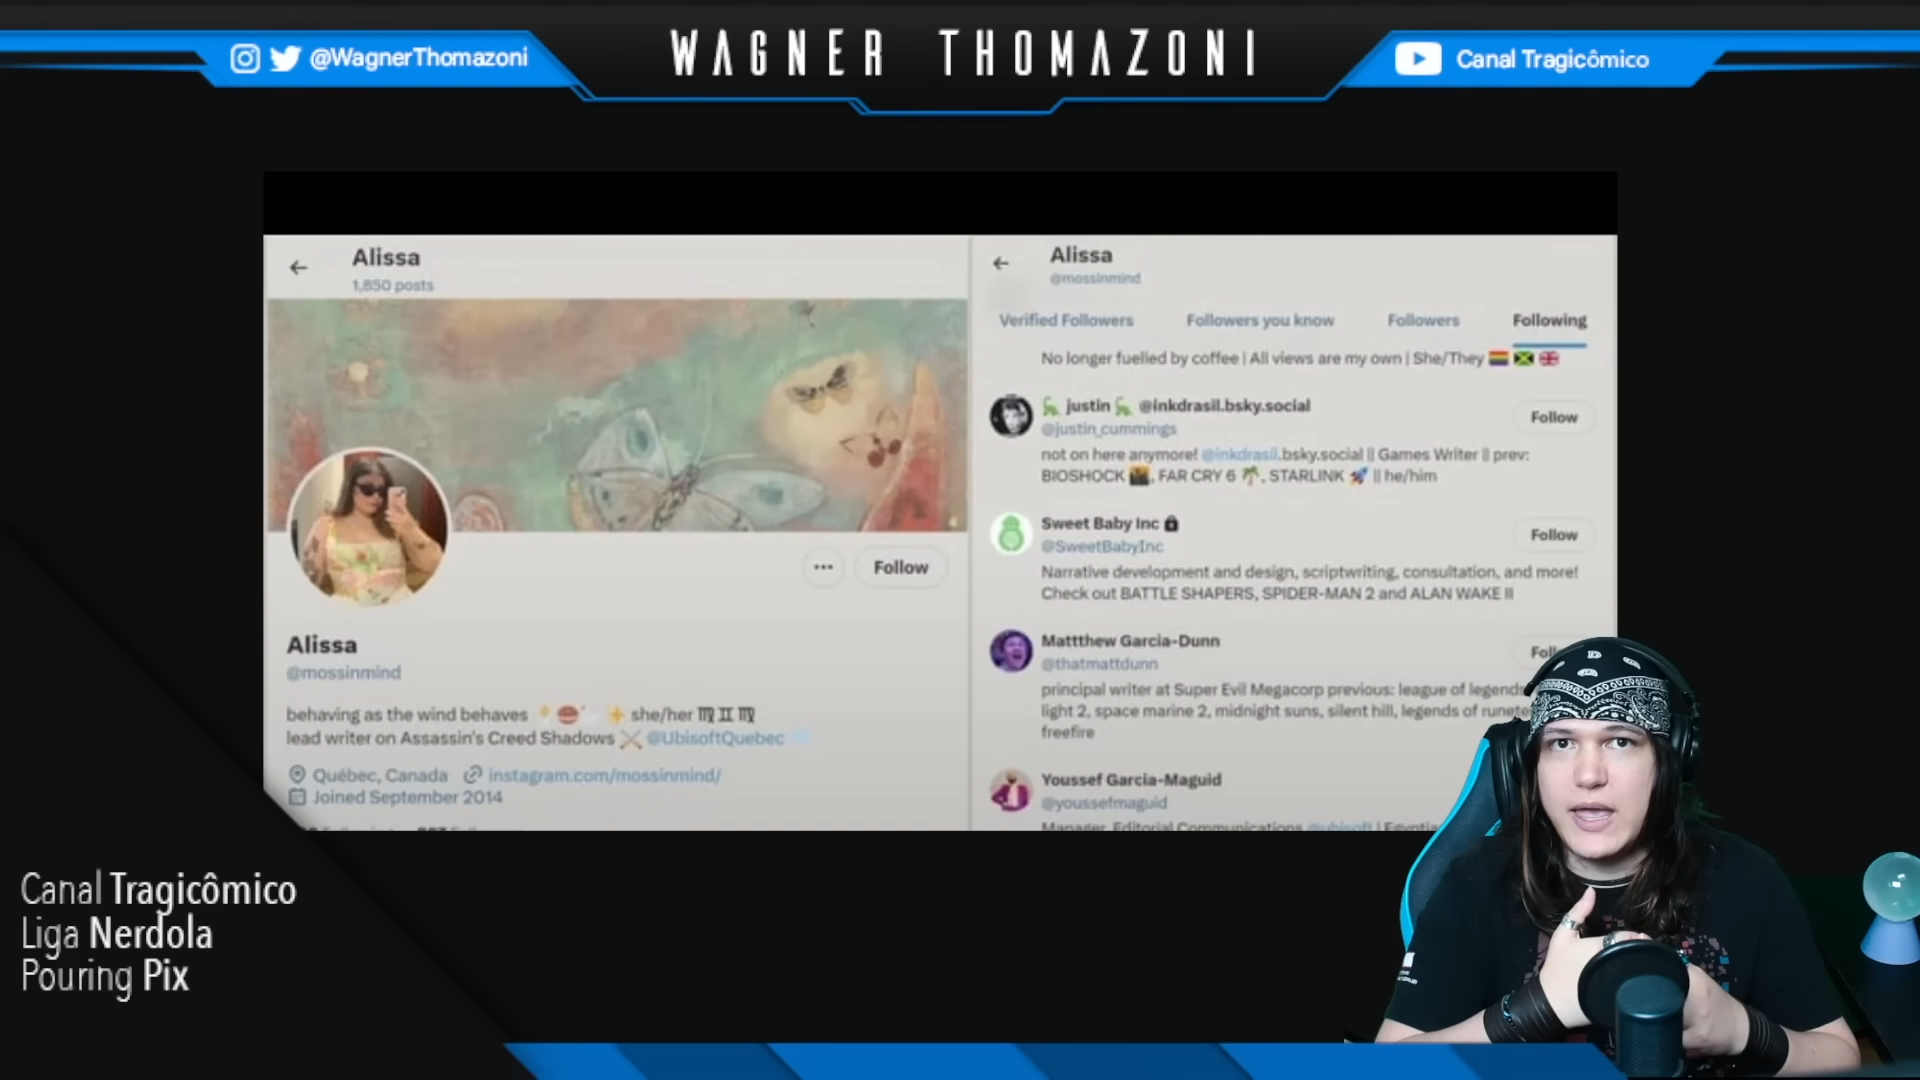 @WagnerThomazoni
WAGNER THOMAZONI
Canal Tragicômico
Alissa
1,850 posts
Follow
Alissa
@mossinmind
behaving as the wind behaves she/her ♍♊♍
lead writer on Assassin's Creed Shadows ⚔ @UbisoftQuebec
Québec, Canada instagram.com/mossinmind/
Joined September 2014
Alissa
@mossinmind
Verified Followers Followers you know Followers Following
No longer fuelled by coffee | All views are my own | She/They 🏳️‍🌈 🇯🇲 🇬🇧
🦕 justin 🦕 @inkdrasil.bsky.social
@justin_cummings
Follow
not on here anymore! @inkdrasil.bsky.social || Games Writer || prev:
BIOSHOCK 🌆, FAR CRY 6 🌴, STARLINK 🚀 || he/him
Sweet Baby Inc 🔒
@SweetBabyInc
Follow
Narrative development and design, scriptwriting, consultation, and more!
Check out BATTLE SHAPERS, SPIDER-MAN 2 and ALAN WAKE II
Mattthew Garcia-Dunn
@thatmattdunn
principal writer at Super Evil Megacorp previous: league of legends
light 2, space marine 2, midnight suns, silent hill, legends of
freefire
Youssef Garcia-Maguid
@youssefmaguid
Manager, Editorial Communications @ubisoft |
Canal Tragicômico
Liga Nerdola
Pouring Pix